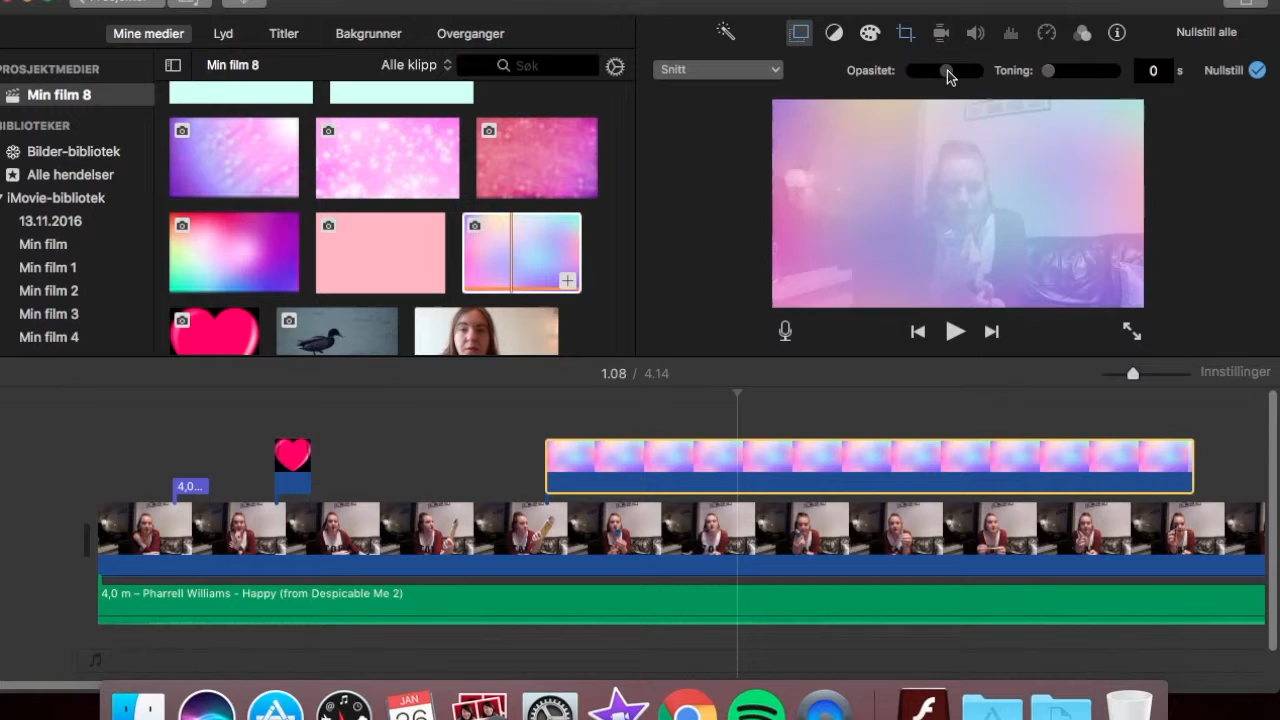 Mine medier Lyd Titler Bakgrunner Overganger
Nullstill alle
PROSJEKTMEDIER
Min film 8
Alle klipp
Søk
Snitt
Opasitet:
Toning:
0 s
Nullstill
Min film 8
BIBLIOTEKER
Bilder-bibliotek
Alle hendelser
iMovie-bibliotek
13.11.2016
Min film
Min film 1
Min film 2
Min film 3
Min film 4
1.08 / 4.14
Innstillinger
4,0...
4,0 m – Pharrell Williams - Happy (from Despicable Me 2)
JAN